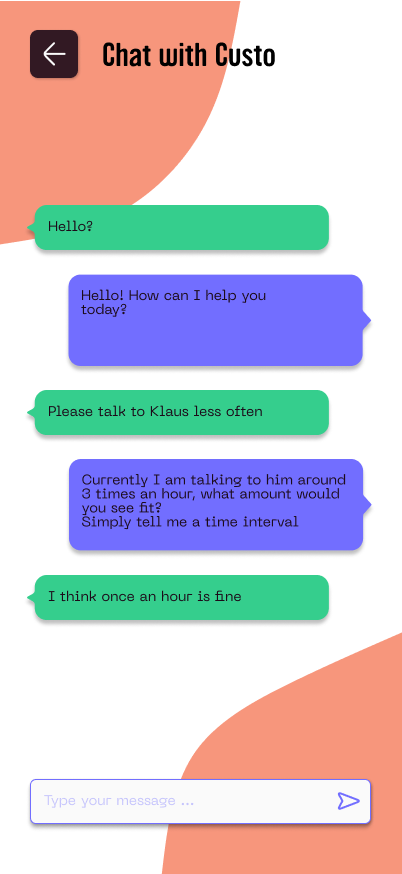 Chat with Custo
Hello?
Hello! How can I help you
today?
Please talk to Klaus less often
Currently I am talking to him around
3 times an hour, what amount would
you see fit?
Simply tell me a time interval
I think once an hour is fine
Type your message ...